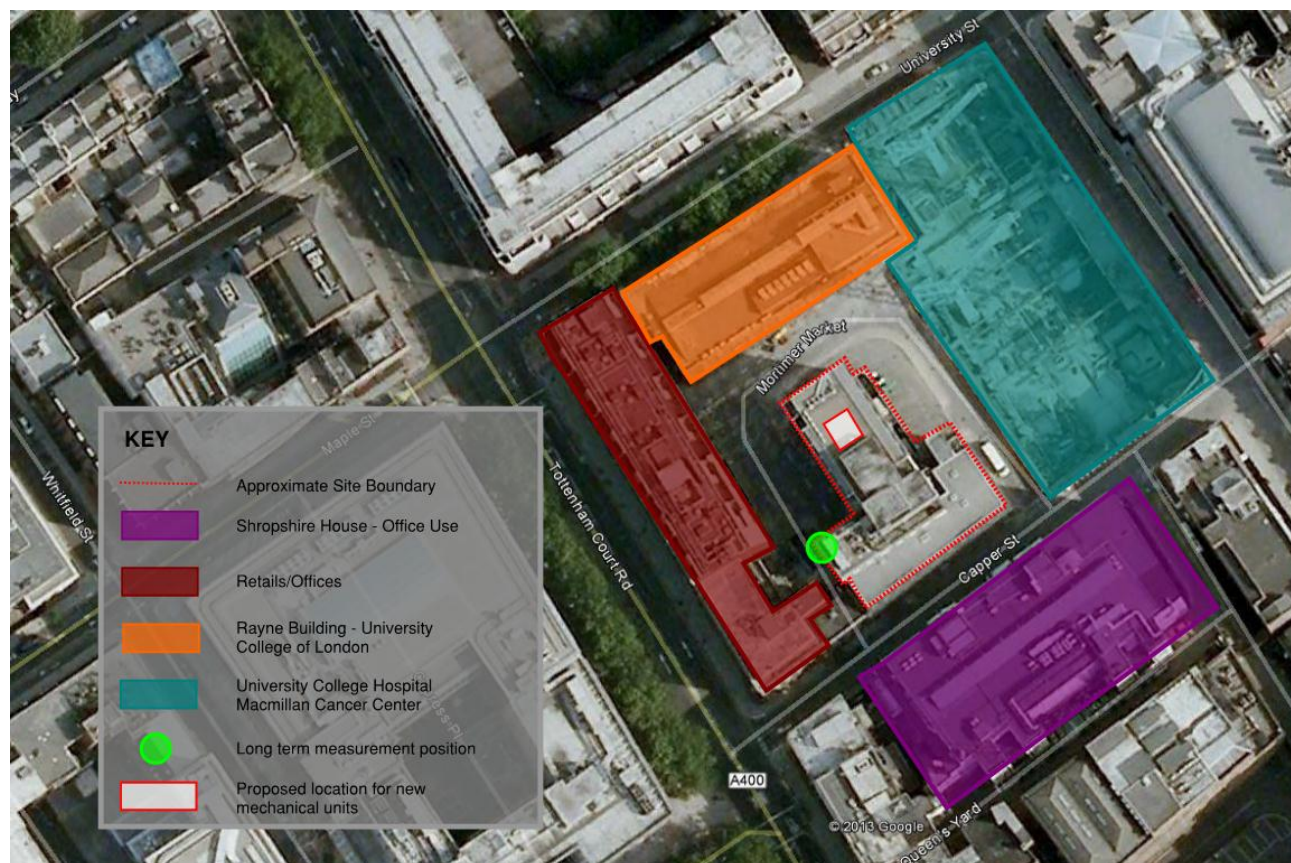 University St
Mortimer Market
KEY
Maple St
Approximate Site Boundary
Whitfield St
Tottenham Court Rd
Shropshire House - Office Use
Capper St
Retails/Offices
Rayne Building - University
College of London
University College Hospital
Macmillan Cancer Center
Long term measurement position
A400
Proposed location for new
mechanical units
© 2013 Google
Queen's Yard